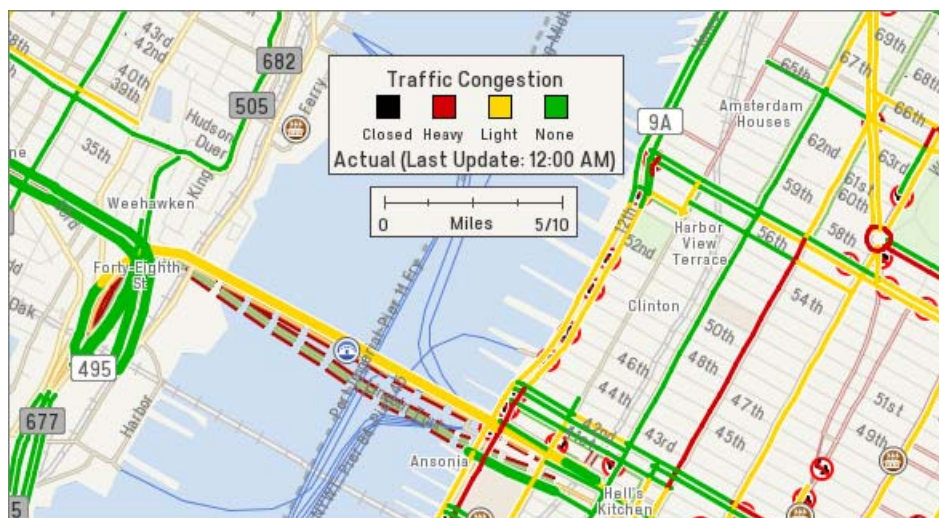 43rd
42nd
38th
40th
39th
682
505
Ferry
Hudson
Duer
35th
King
Weehawken
Forty-Eighth
St
Oak
495
677
Harbor
Ansonia
Traffic Congestion
Closed Heavy Light None
Actual (Last Update: 12:00 AM)
0 Miles 5/10
9A
69th
68th
67th
66th
65th
Amsterdam
Houses
62nd
63rd
61st
60th
59th
58th
56th
54th
12th
52nd
Harbor
View
Terrace
Clinton
50th
48th
47th
46th
45th
44th
43rd
42nd
51st
49th
Hell's
Kitchen